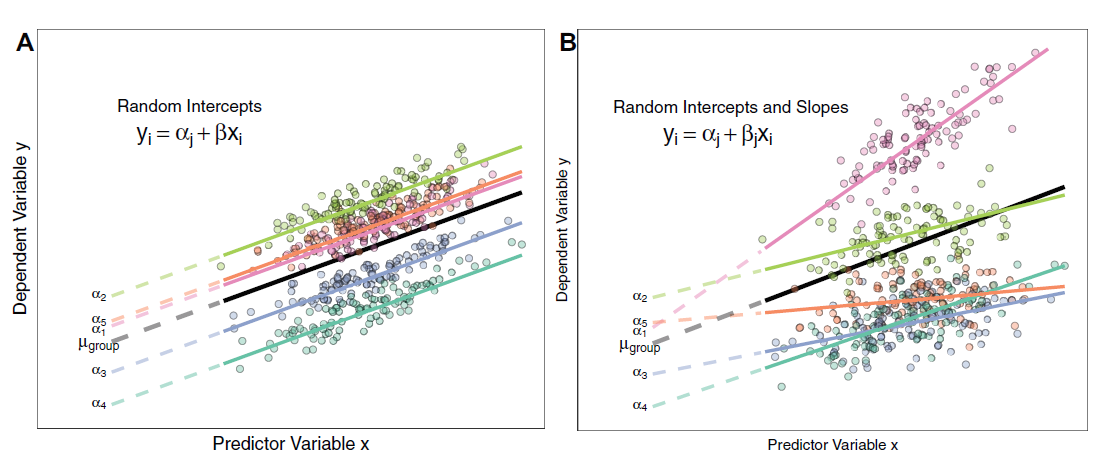 A
Random Intercepts
yᵢ = αⱼ + βxᵢ
α₂
α₅
α₁
μgroup
α₃
α₄
Dependent Variable y
Predictor Variable x
B
Random Intercepts and Slopes
yᵢ = αⱼ + βⱼxᵢ
α₂
α₅
α₁
μgroup
α₃
α₄
Dependent Variable y
Predictor Variable x